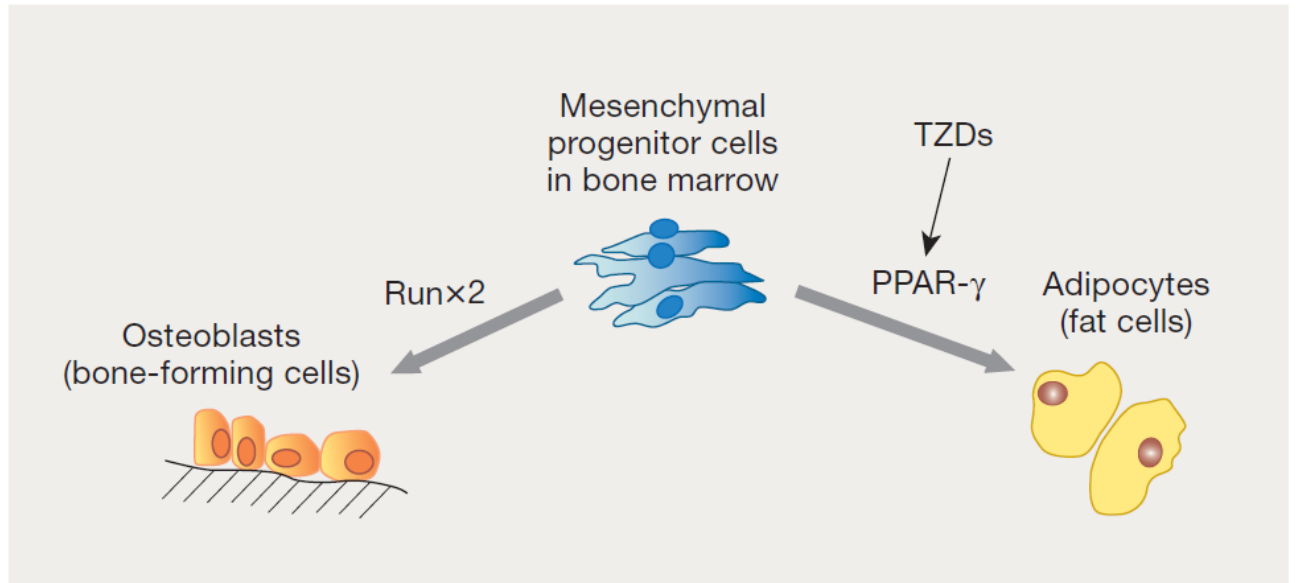 Mesenchymal
progenitor cells
in bone marrow
TZDs
Run×2
PPAR-γ
Adipocytes
(fat cells)
Osteoblasts
(bone-forming cells)